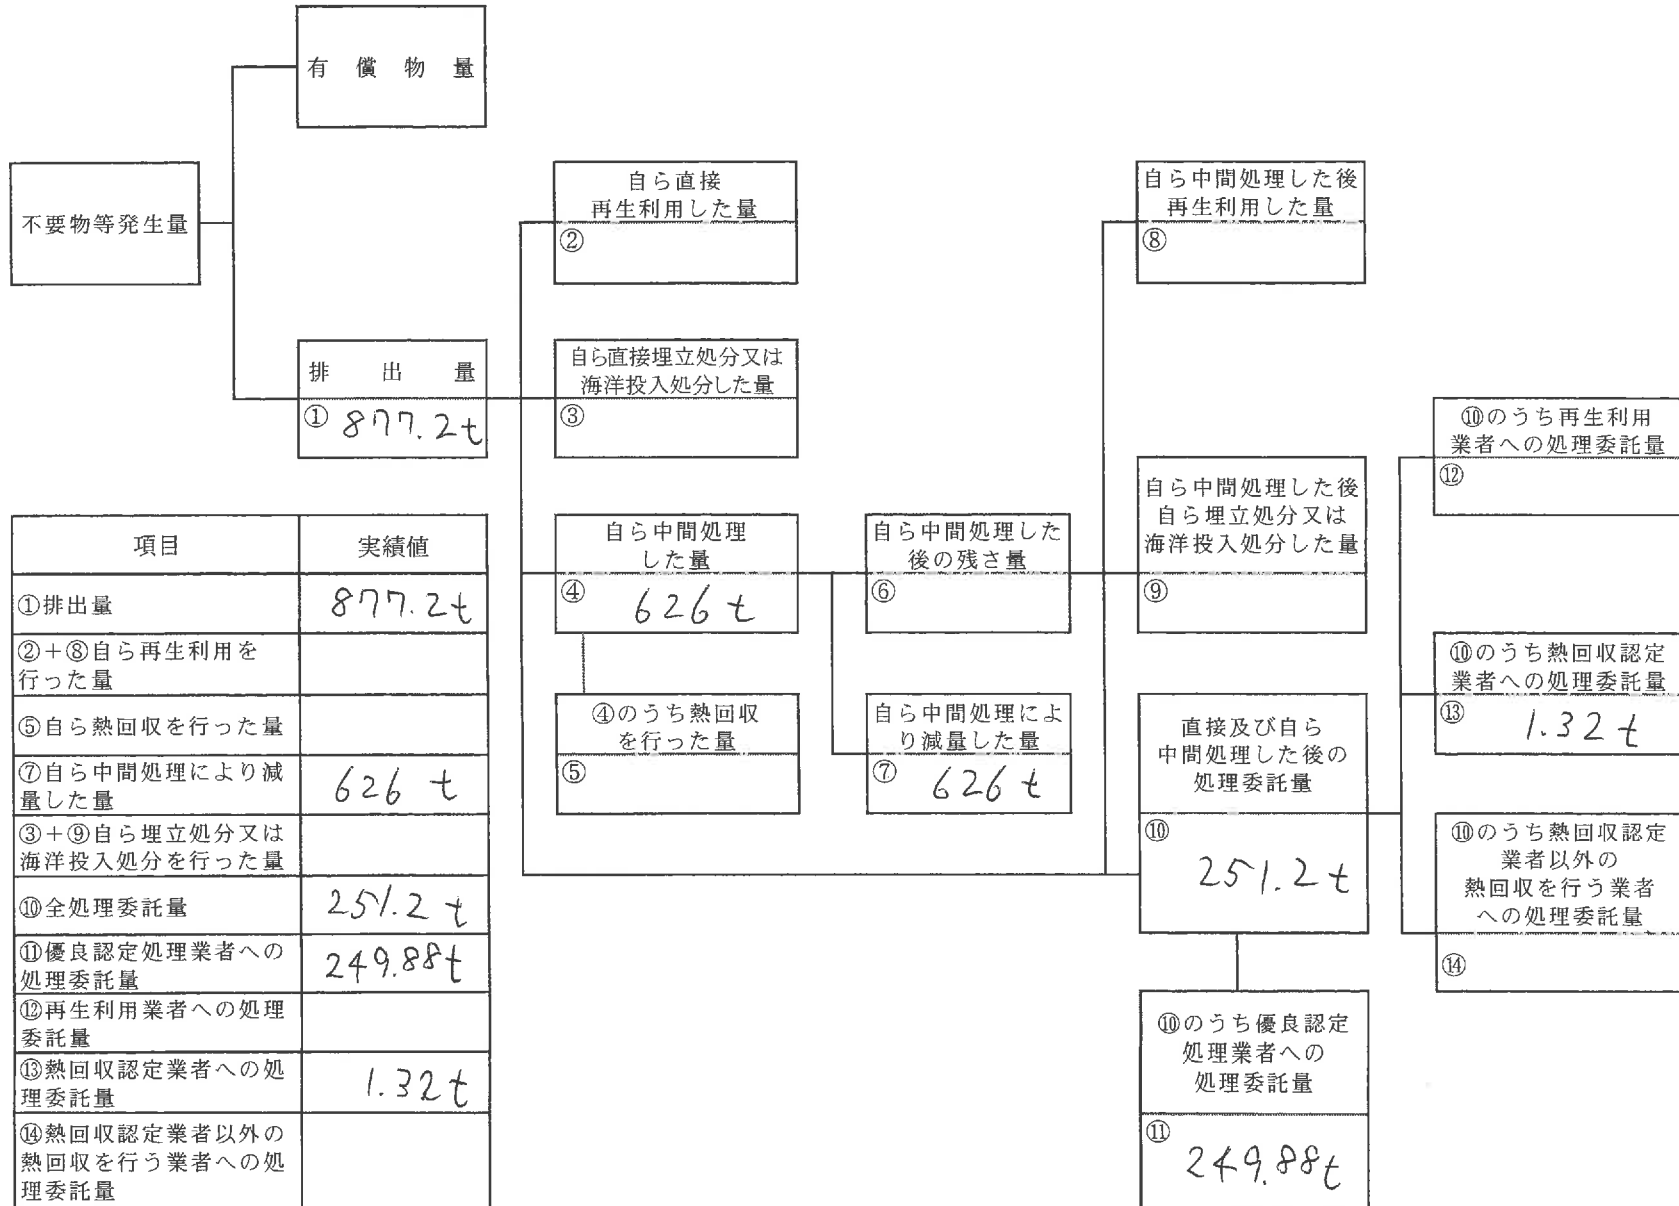 有償物量
不要物等発生量
排出量
① 877.2t
自ら直接
再生利用した量
②
自ら直接埋立処分又は
海洋投入処分した量
③
自ら中間処理
した量
④ 626 t
④のうち熱回収
を行った量
⑤
自ら中間処理した
後の残さ量
⑥
自ら中間処理によ
り減量した量
⑦ 626 t
自ら中間処理した後
再生利用した量
⑧
自ら中間処理した後
自ら埋立処分又は
海洋投入処分した量
⑨
直接及び自ら
中間処理した後の
処理委託量
⑩
251.2 t
⑩のうち優良認定
処理業者への
処理委託量
⑪
249.88t
⑩のうち再生利用
業者への処理委託量
⑫
⑩のうち熱回収認定
業者への処理委託量
⑬ 1.32 t
⑩のうち熱回収認定
業者以外の
熱回収を行う業者
への処理委託量
⑭
項目 実績値
①排出量 877.2t
②+⑧自ら再生利用を
行った量
⑤自ら熱回収を行った量
⑦自ら中間処理により減
量した量 626 t
③+⑨自ら埋立処分又は
海洋投入処分を行った量
⑩全処理委託量 251.2 t
⑪優良認定処理業者への
処理委託量 249.88t
⑫再生利用業者への処理
委託量
⑬熱回収認定業者への処
理委託量 1.32t
⑭熱回収認定業者以外の
熱回収を行う業者への処
理委託量